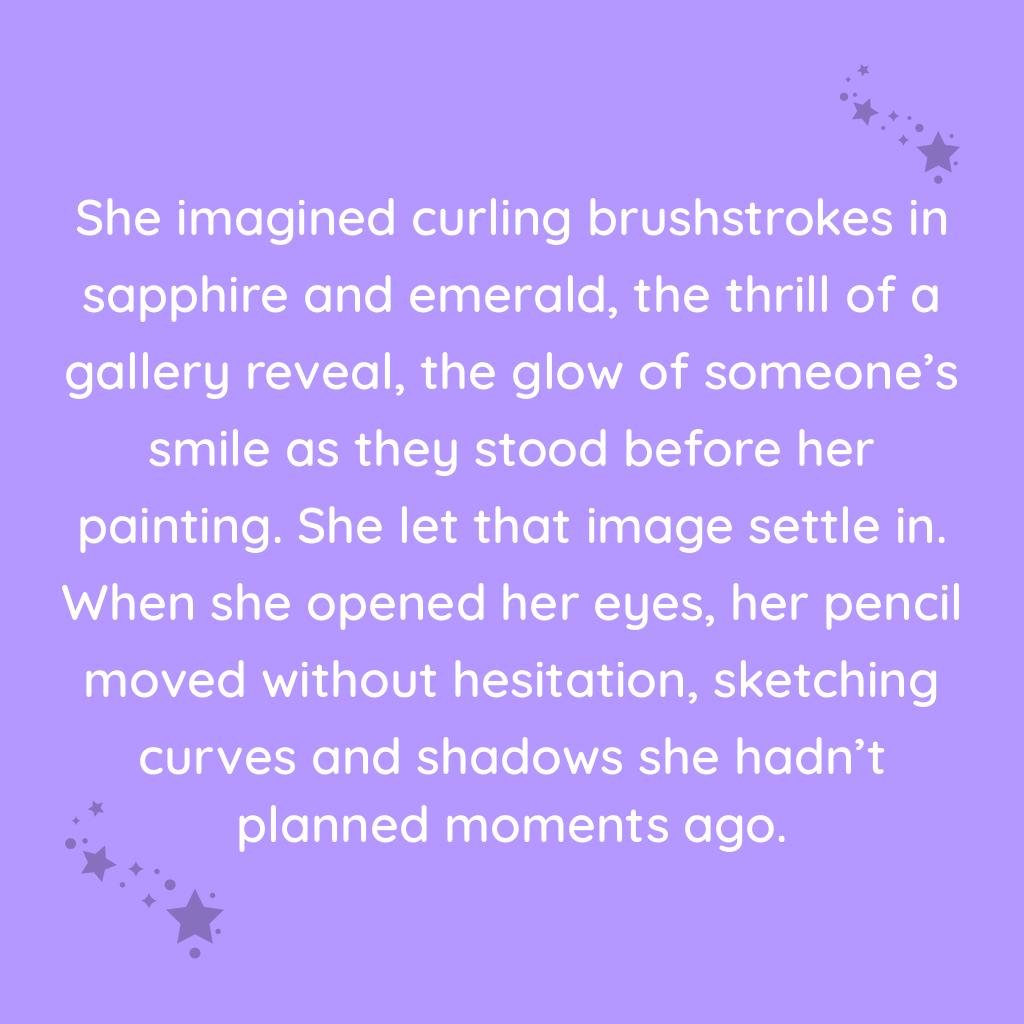 She imagined curling brushstrokes in
sapphire and emerald, the thrill of a
gallery reveal, the glow of someone’s
smile as they stood before her
painting. She let that image settle in.
When she opened her eyes, her pencil
moved without hesitation, sketching
curves and shadows she hadn’t
planned moments ago.